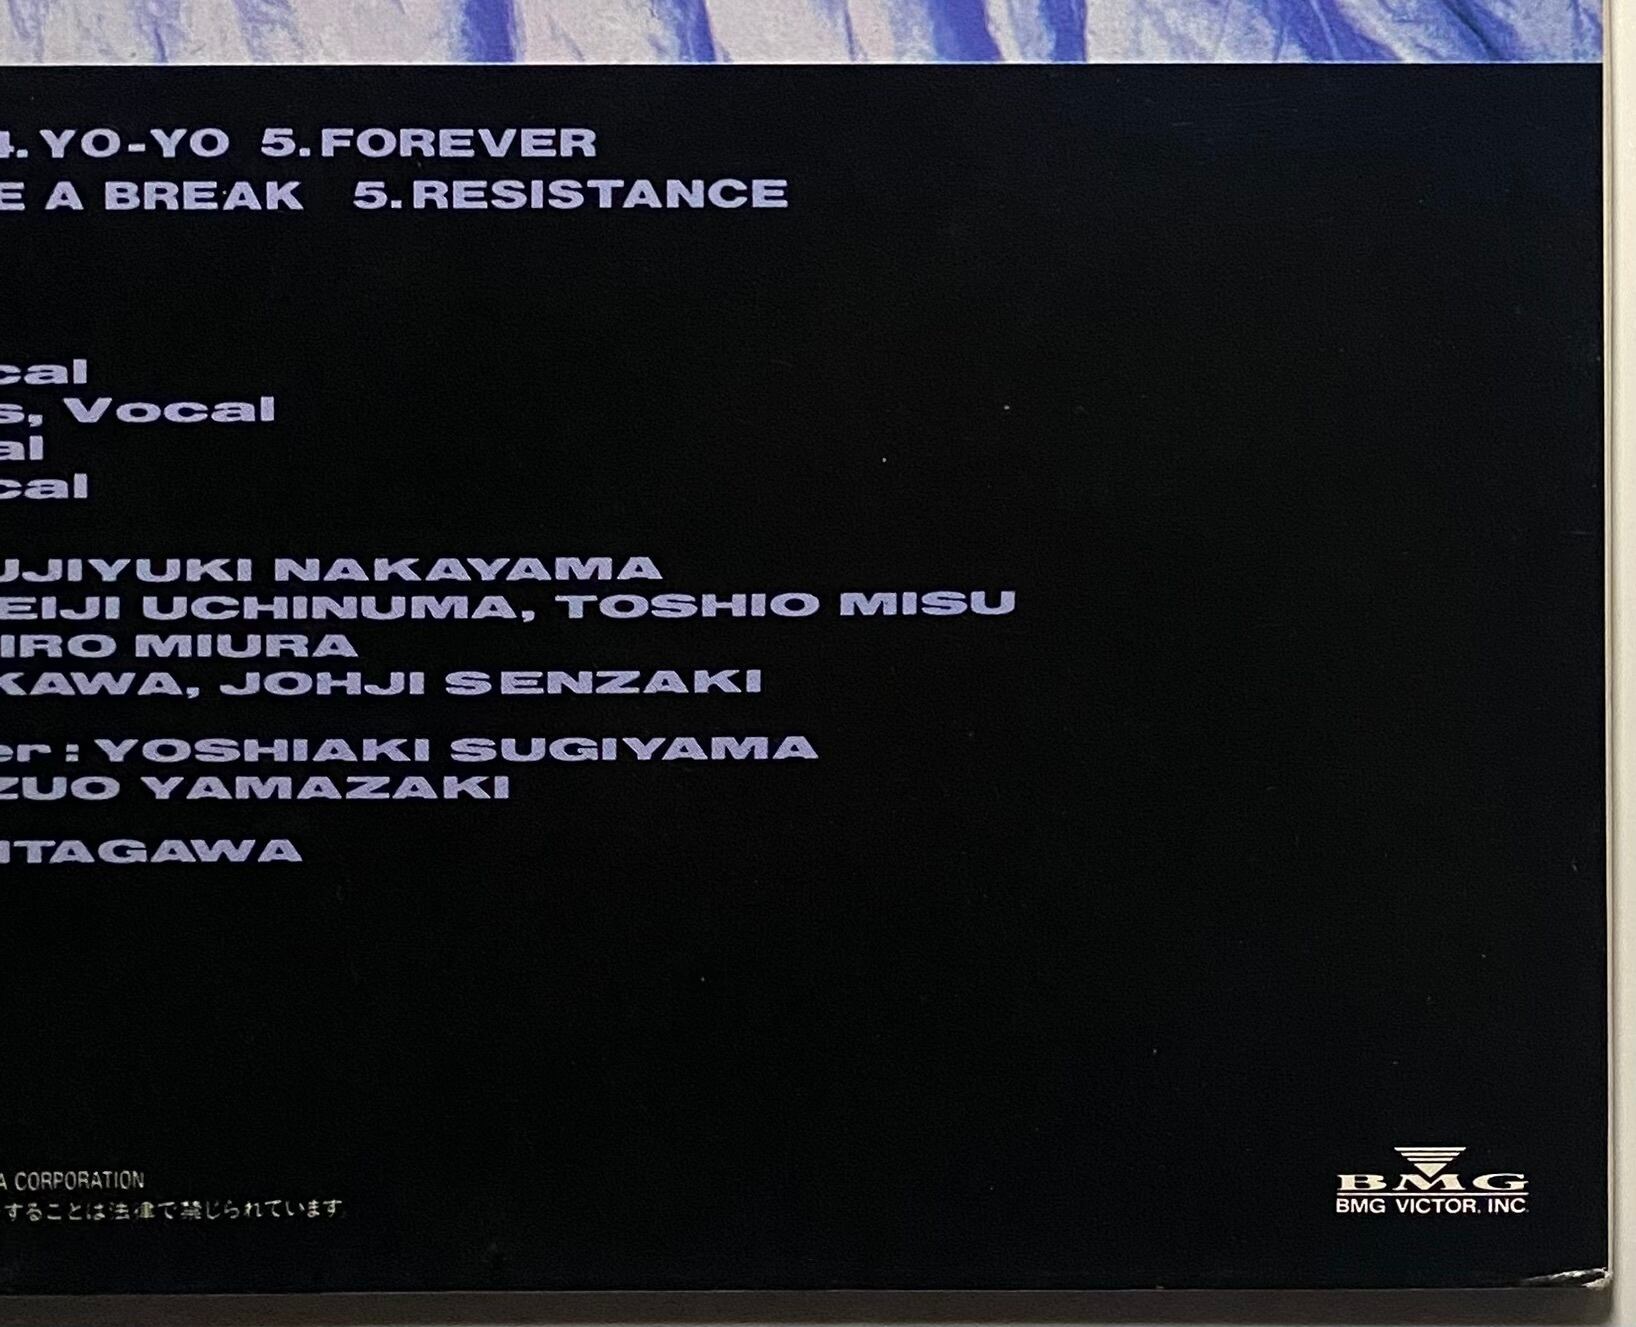 4. YO-YO 5. FOREVER
E A BREAK 5. RESISTANCE
cal
s, Vocal
al
cal
UJIYUKI NAKAYAMA
EIJI UCHINUMA, TOSHIO MISU
IRO MIURA
KAWA, JOHJI SENZAKI
er : YOSHIAKI SUGIYAMA
ZUO YAMAZAKI
ITAGAWA
A CORPORATION
することは法律で禁じられています。
BMG
BMG VICTOR, INC.